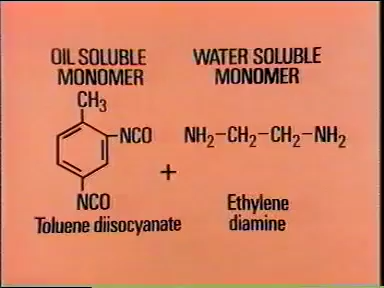 OIL SOLUBLE
MONOMER
WATER SOLUBLE
MONOMER
CH₃
NCO
NH₂-CH₂-CH₂-NH₂
+
NCO
Toluene diisocyanate
Ethylene
diamine